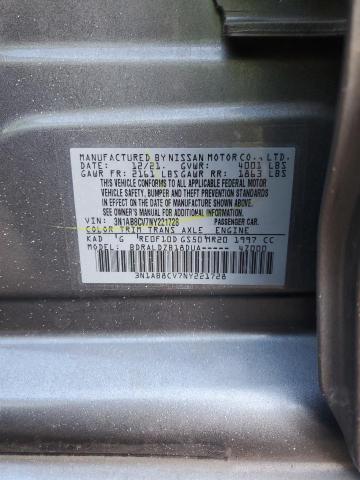 MANUFACTURED BY NISSAN MOTOR CO., LTD.
DATE: 12/21 GVWR: 4001 LBS
GAWR FR: 2161 LBS GAWR RR: 1863 LBS
THIS VEHICLE CONFORMS TO ALL APPLICABLE FEDERAL MOTOR
VEHICLE SAFETY, BUMPER, AND THEFT PREVENTION STANDARDS
IN EFFECT ON THE DATE OF MANUFACTURE SHOWN ABOVE.
SEE OWNER'S MANUAL FOR ADDITIONAL INFORMATION.
VIN: 3N1AB8CV7NY221728 PASSENGER CAR.
COLOR TRIM TRANS AXLE ENGINE
KAD G RE0F10D GS50 MR20 1997 CC
MODEL: BDRALDZB18DUA----- 47000
3N1AB8CV7NY221728